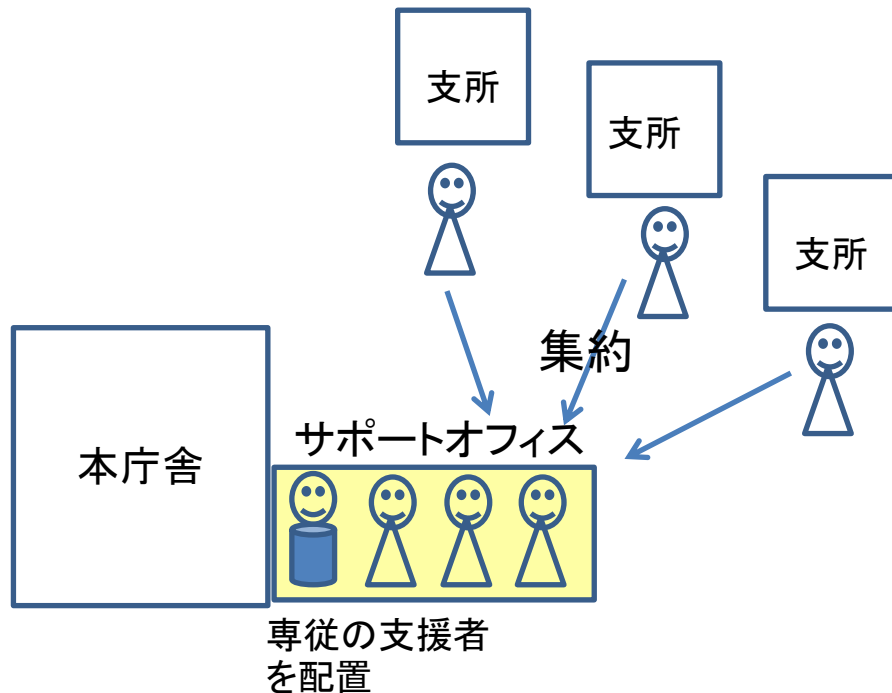 支所
支所
支所
集約
サポートオフィス
本庁舎
専従の支援者
を配置